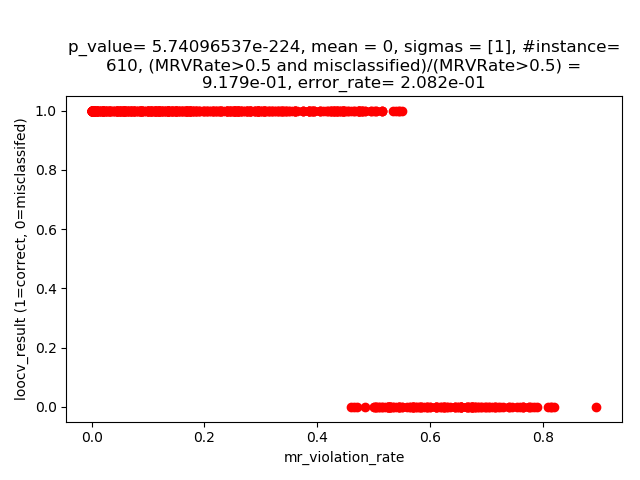 p_value= 5.74096537e-224, mean = 0, sigmas = [1], #instance=
610, (MRVRate>0.5 and misclassified)/(MRVRate>0.5) =
9.179e-01, error_rate= 2.082e-01
loocv_result (1=correct, 0=misclassifed)
1.0
0.8
0.6
0.4
0.2
0.0
0.0 0.2 0.4 0.6 0.8
mr_violation_rate